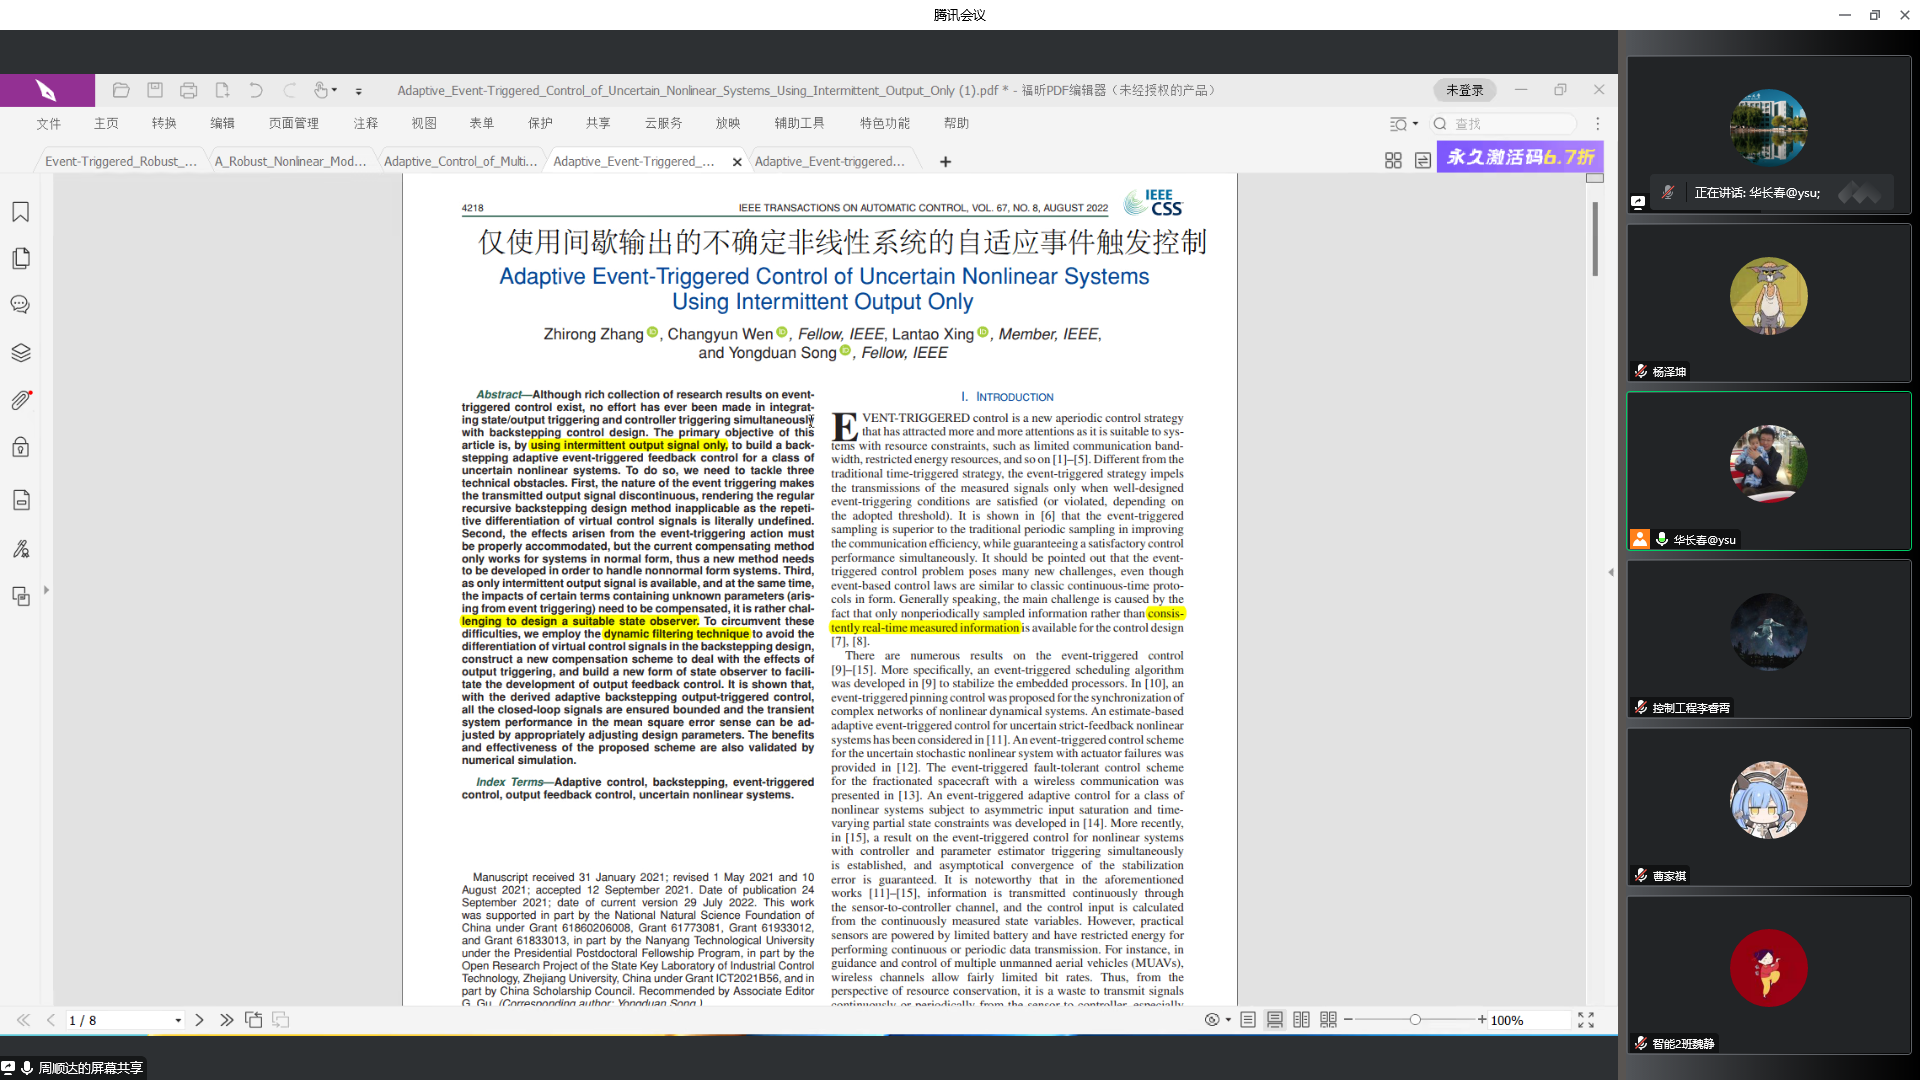 腾讯会议
Adaptive_Event-Triggered_Control_of_Uncertain_Nonlinear_Systems_Using_Intermittent_Output_Only (1).pdf * - 福昕PDF编辑器（未经授权的产品）
未登录
文件 主页 转换 编辑 页面管理 注释 视图 表单 保护 共享 云服务 放映 辅助工具 特色功能 帮助
查找
Event-Triggered_Robust_...
A_Robust_Nonlinear_Mod...
Adaptive_Control_of_Multi...
Adaptive_Event-Triggered_...
Adaptive_Event-triggered...
永久激活码6.7折
4218
IEEE TRANSACTIONS ON AUTOMATIC CONTROL, VOL. 67, NO. 8, AUGUST 2022
IEEE
CSS
仅使用间歇输出的不确定非线性系统的自适应事件触发控制
Adaptive Event-Triggered Control of Uncertain Nonlinear Systems
Using Intermittent Output Only
Zhirong Zhang, Changyun Wen, Fellow, IEEE, Lantao Xing, Member, IEEE,
and Yongduan Song, Fellow, IEEE
Abstract—Although rich collection of research results on event-
triggered control exist, no effort has ever been made in integrat-
ing state/output triggering and controller triggering simultaneously
with backstepping control design. The primary objective of this
article is, by using intermittent output signal only, to build a back-
stepping adaptive event-triggered feedback control for a class of
uncertain nonlinear systems. To do so, we need to tackle three
technical obstacles. First, the nature of the event triggering makes
the transmitted output signal discontinuous, rendering the regular
recursive backstepping design method inapplicable as the repeti-
tive differentiation of virtual control signals is literally undefined.
Second, the effects arisen from the event-triggering action must
be properly accommodated, but the current compensating method
only works for systems in normal form, thus a new method needs
to be developed in order to handle nonnormal form systems. Third,
as only intermittent output signal is available, and at the same time,
the impacts of certain terms containing unknown parameters (aris-
ing from event triggering) need to be compensated, it is rather chal-
lenging to design a suitable state observer. To circumvent these
difficulties, we employ the dynamic filtering technique to avoid the
differentiation of virtual control signals in the backstepping design,
construct a new compensation scheme to deal with the effects of
output triggering, and build a new form of state observer to facili-
tate the development of output feedback control. It is shown that,
with the derived adaptive backstepping output-triggered control,
all the closed-loop signals are ensured bounded and the transient
system performance in the mean square error sense can be ad-
justed by appropriately adjusting design parameters. The benefits
and effectiveness of the proposed scheme are also validated by
numerical simulation.
Index Terms—Adaptive control, backstepping, event-triggered
control, output feedback control, uncertain nonlinear systems.
Manuscript received 31 January 2021; revised 1 May 2021 and 10
August 2021; accepted 12 September 2021. Date of publication 24
September 2021; date of current version 29 July 2022. This work
was supported in part by the National Natural Science Foundation of
China under Grant 61860206008, Grant 61773081, Grant 61933012,
and Grant 61833013, in part by the Nanyang Technological University
under the Presidential Postdoctoral Fellowship Program, in part by the
Open Research Project of the State Key Laboratory of Industrial Control
Technology, Zhejiang University, China under Grant ICT2021B56, and in
part by China Scholarship Council. Recommended by Associate Editor
G. Gu. (Corresponding author: Yongduan Song.)
I. INTRODUCTION
EVENT-TRIGGERED control is a new aperiodic control strategy
that has attracted more and more attentions as it is suitable to sys-
tems with resource constraints, such as limited communication band-
width, restricted energy resources, and so on [1]–[5]. Different from the
traditional time-triggered strategy, the event-triggered strategy impels
the transmissions of the measured signals only when well-designed
event-triggering conditions are satisfied (or violated, depending on
the adopted threshold). It is shown in [6] that the event-triggered
sampling is superior to the traditional periodic sampling in improving
the communication efficiency, while guaranteeing a satisfactory control
performance simultaneously. It should be pointed out that the event-
triggered control problem poses many new challenges, even though
event-based control laws are similar to classic continuous-time proto-
cols in form. Generally speaking, the main challenge is caused by the
fact that only nonperiodically sampled information rather than consis-
tently real-time measured information is available for the control design
[7], [8].
There are numerous results on the event-triggered control
[9]–[15]. More specifically, an event-triggered scheduling algorithm
was developed in [9] to stabilize the embedded processors. In [10], an
event-triggered pinning control was proposed for the synchronization of
complex networks of nonlinear dynamical systems. An estimate-based
adaptive event-triggered control for uncertain strict-feedback nonlinear
systems has been considered in [11]. An event-triggered control scheme
for the uncertain stochastic nonlinear system with actuator failures was
provided in [12]. The event-triggered fault-tolerant control scheme
for the fractionated spacecraft with a wireless communication was
presented in [13]. An event-triggered adaptive control for a class of
nonlinear systems subject to asymmetric input saturation and time-
varying partial state constraints was developed in [14]. More recently,
in [15], a result on the event-triggered control for nonlinear systems
with controller and parameter estimator triggering simultaneously
is established, and asymptotical convergence of the stabilization
error is guaranteed. It is noteworthy that in the aforementioned
works [11]–[15], information is transmitted continuously through
the sensor-to-controller channel, and the control input is calculated
from the continuously measured state variables. However, practical
sensors are powered by limited battery and have restricted energy for
performing continuous or periodic data transmission. For instance, in
guidance and control of multiple unmanned aerial vehicles (MUAVs),
wireless channels allow fairly limited bit rates. Thus, from the
perspective of resource conservation, it is a waste to transmit signals
continuously or periodically from the sensor to controller, especially
1 / 8
100%
周顺达的屏幕共享
正在讲话: 华长春@ysu;
杨泽坤
华长春@ysu
控制工程李睿霄
曹家祺
智能2班魏静